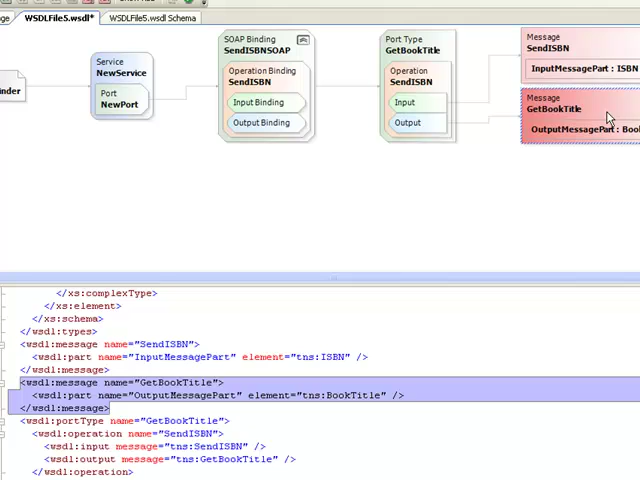 WSDLFile5.wsdl*
WSDLFile5.wsdl Schema
inder
Service
NewService
Port
NewPort
SOAP Binding
SendISBNSOAP
Operation Binding
SendISBN
Input Binding
Output Binding
Port Type
GetBookTitle
Operation
SendISBN
Input
Output
Message
SendISBN
InputMessagePart : ISBN
Message
GetBookTitle
OutputMessagePart : Boo
</xs:complexType>
</xs:element>
</xs:schema>
</wsdl:types>
<wsdl:message name="SendISBN">
<wsdl:part name="InputMessagePart" element="tns:ISBN" />
</wsdl:message>
<wsdl:message name="GetBookTitle">
<wsdl:part name="OutputMessagePart" element="tns:BookTitle" />
</wsdl:message>
<wsdl:portType name="GetBookTitle">
<wsdl:operation name="SendISBN">
<wsdl:input message="tns:SendISBN" />
<wsdl:output message="tns:GetBookTitle" />
</wsdl:operation>